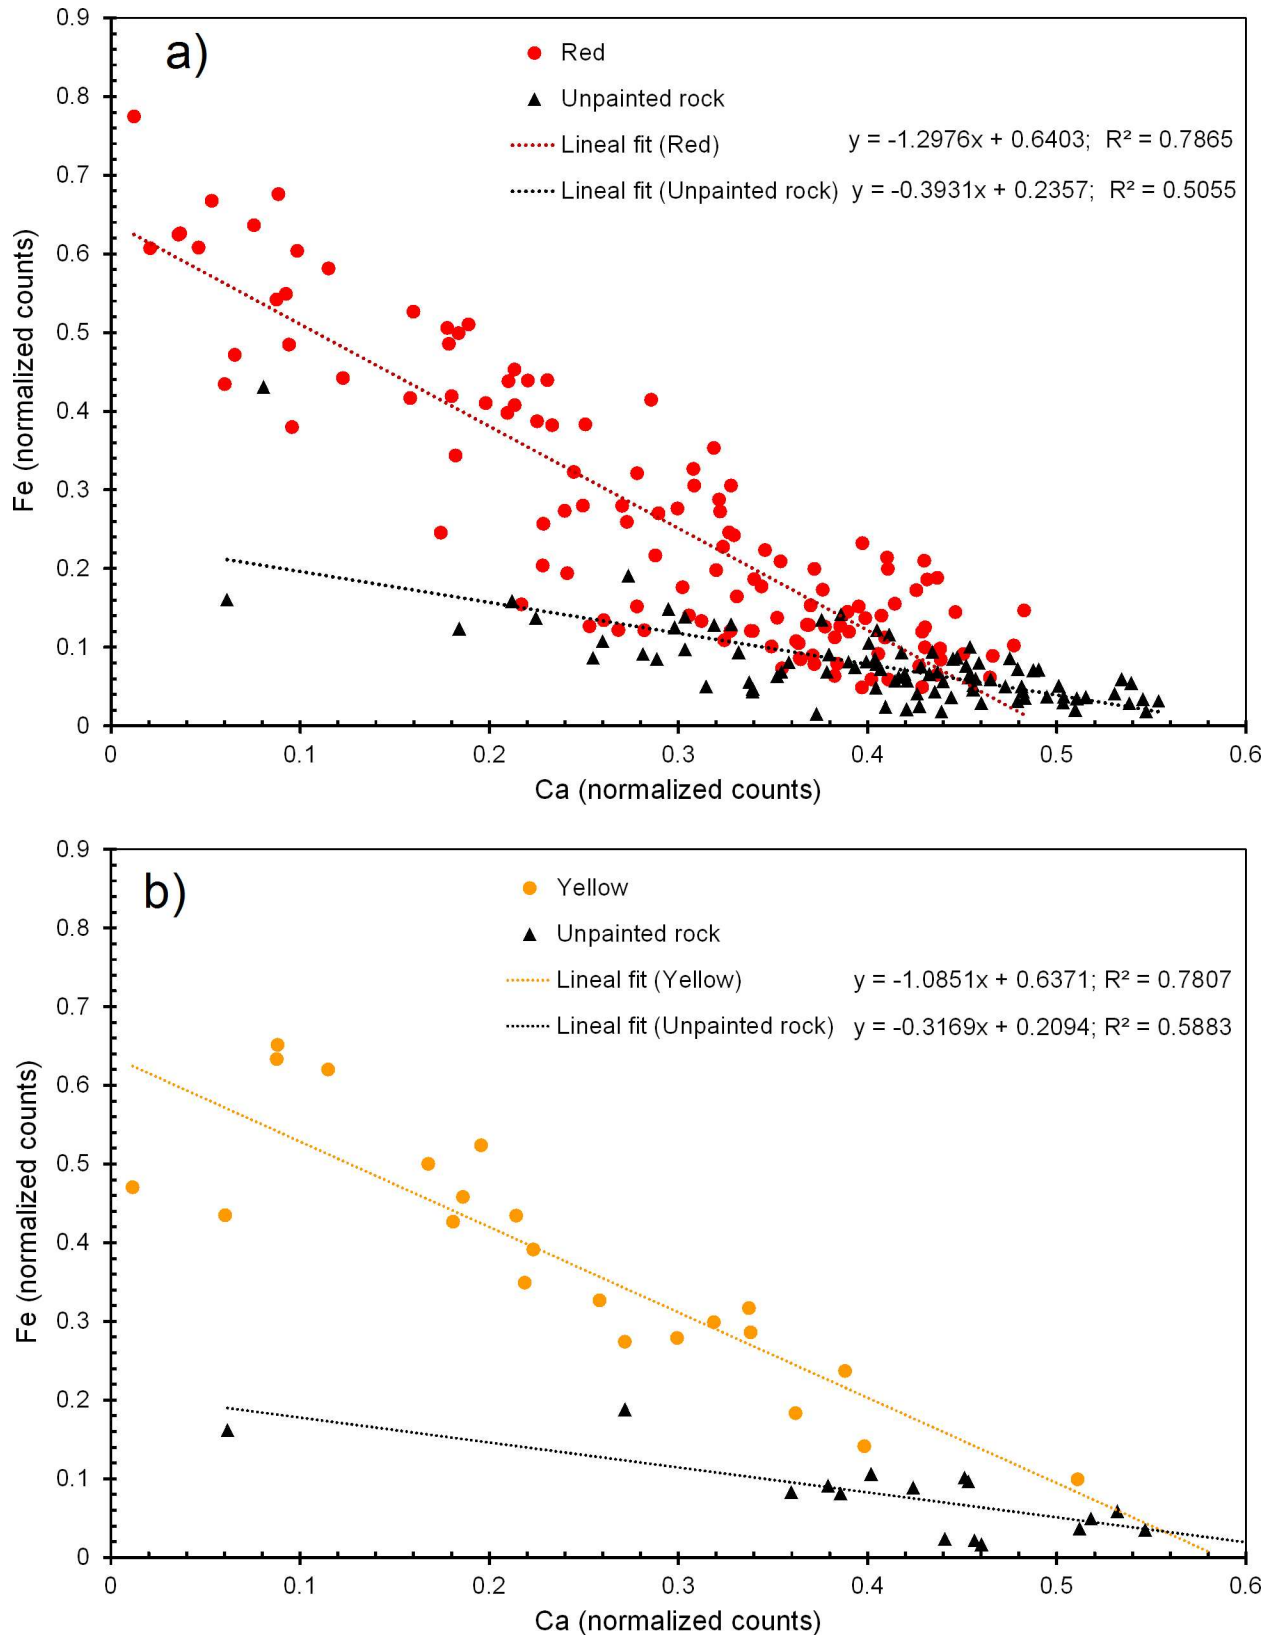 a)
Red
Unpainted rock
Lineal fit (Red) y = -1.2976x + 0.6403; R² = 0.7865
Lineal fit (Unpainted rock) y = -0.3931x + 0.2357; R² = 0.5055
0.9
0.8
0.7
0.6
0.5
0.4
0.3
0.2
0.1
0
Fe (normalized counts)
0 0.1 0.2 0.3 0.4 0.5 0.6
Ca (normalized counts)
b)
Yellow
Unpainted rock
Lineal fit (Yellow) y = -1.0851x + 0.6371; R² = 0.7807
Lineal fit (Unpainted rock) y = -0.3169x + 0.2094; R² = 0.5883
0.9
0.8
0.7
0.6
0.5
0.4
0.3
0.2
0.1
0
Fe (normalized counts)
0 0.1 0.2 0.3 0.4 0.5 0.6
Ca (normalized counts)